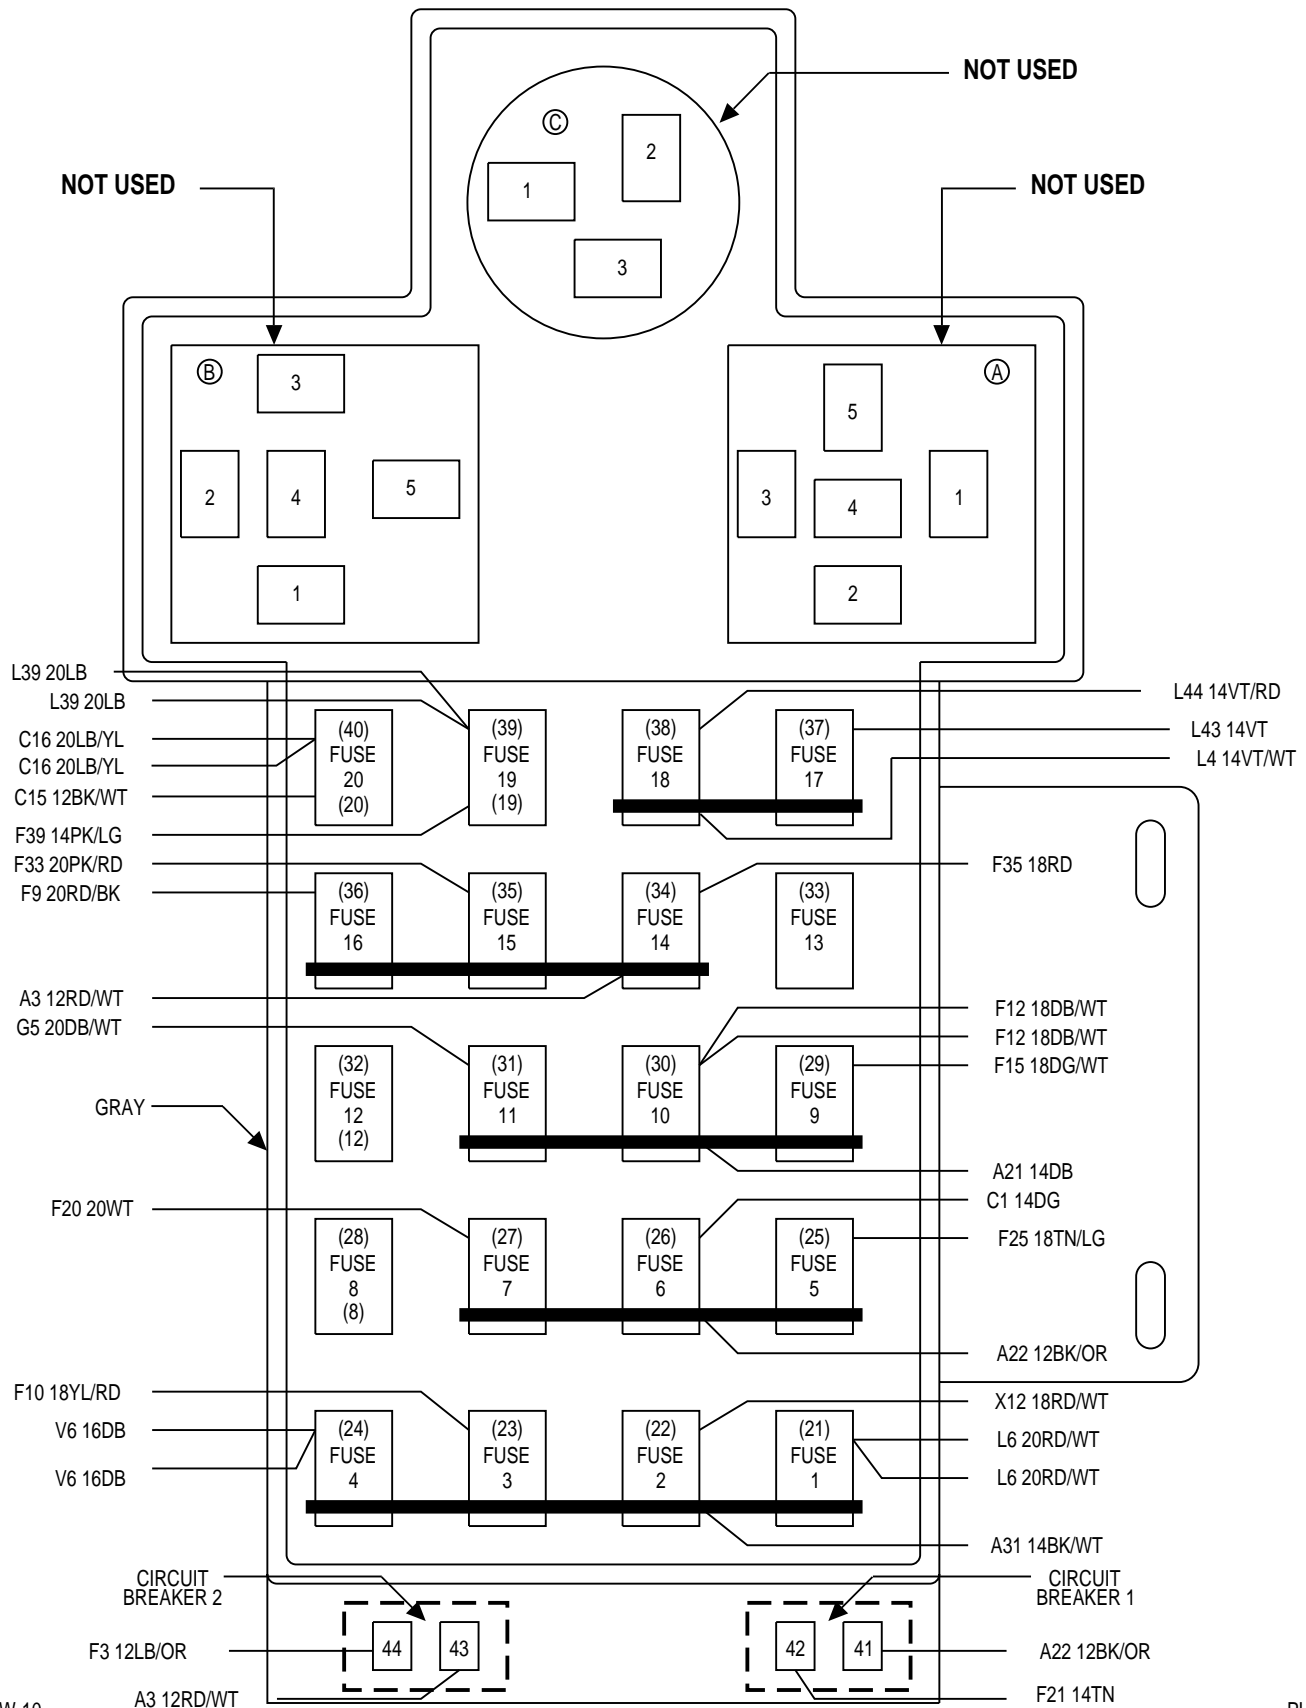 NOT USED
NOT USED
NOT USED
C
2
1
3
B
3
2
4
5
1
A
5
3
4
1
2
L39 20LB
L39 20LB
C16 20LB/YL
C16 20LB/YL
C15 12BK/WT
F39 14PK/LG
F33 20PK/RD
F9 20RD/BK
A3 12RD/WT
G5 20DB/WT
GRAY
F20 20WT
F10 18YL/RD
V6 16DB
V6 16DB
(40)
FUSE
20
(20)
(39)
FUSE
19
(19)
(38)
FUSE
18
(37)
FUSE
17
(36)
FUSE
16
(35)
FUSE
15
(34)
FUSE
14
(33)
FUSE
13
(32)
FUSE
12
(12)
(31)
FUSE
11
(30)
FUSE
10
(29)
FUSE
9
(28)
FUSE
8
(8)
(27)
FUSE
7
(26)
FUSE
6
(25)
FUSE
5
(24)
FUSE
4
(23)
FUSE
3
(22)
FUSE
2
(21)
FUSE
1
L44 14VT/RD
L43 14VT
L4 14VT/WT
F35 18RD
F12 18DB/WT
F12 18DB/WT
F15 18DG/WT
A21 14DB
C1 14DG
F25 18TN/LG
A22 12BK/OR
X12 18RD/WT
L6 20RD/WT
L6 20RD/WT
A31 14BK/WT
CIRCUIT
BREAKER 2
CIRCUIT
BREAKER 1
F3 12LB/OR
44
43
42
41
A22 12BK/OR
A3 12RD/WT
F21 14TN